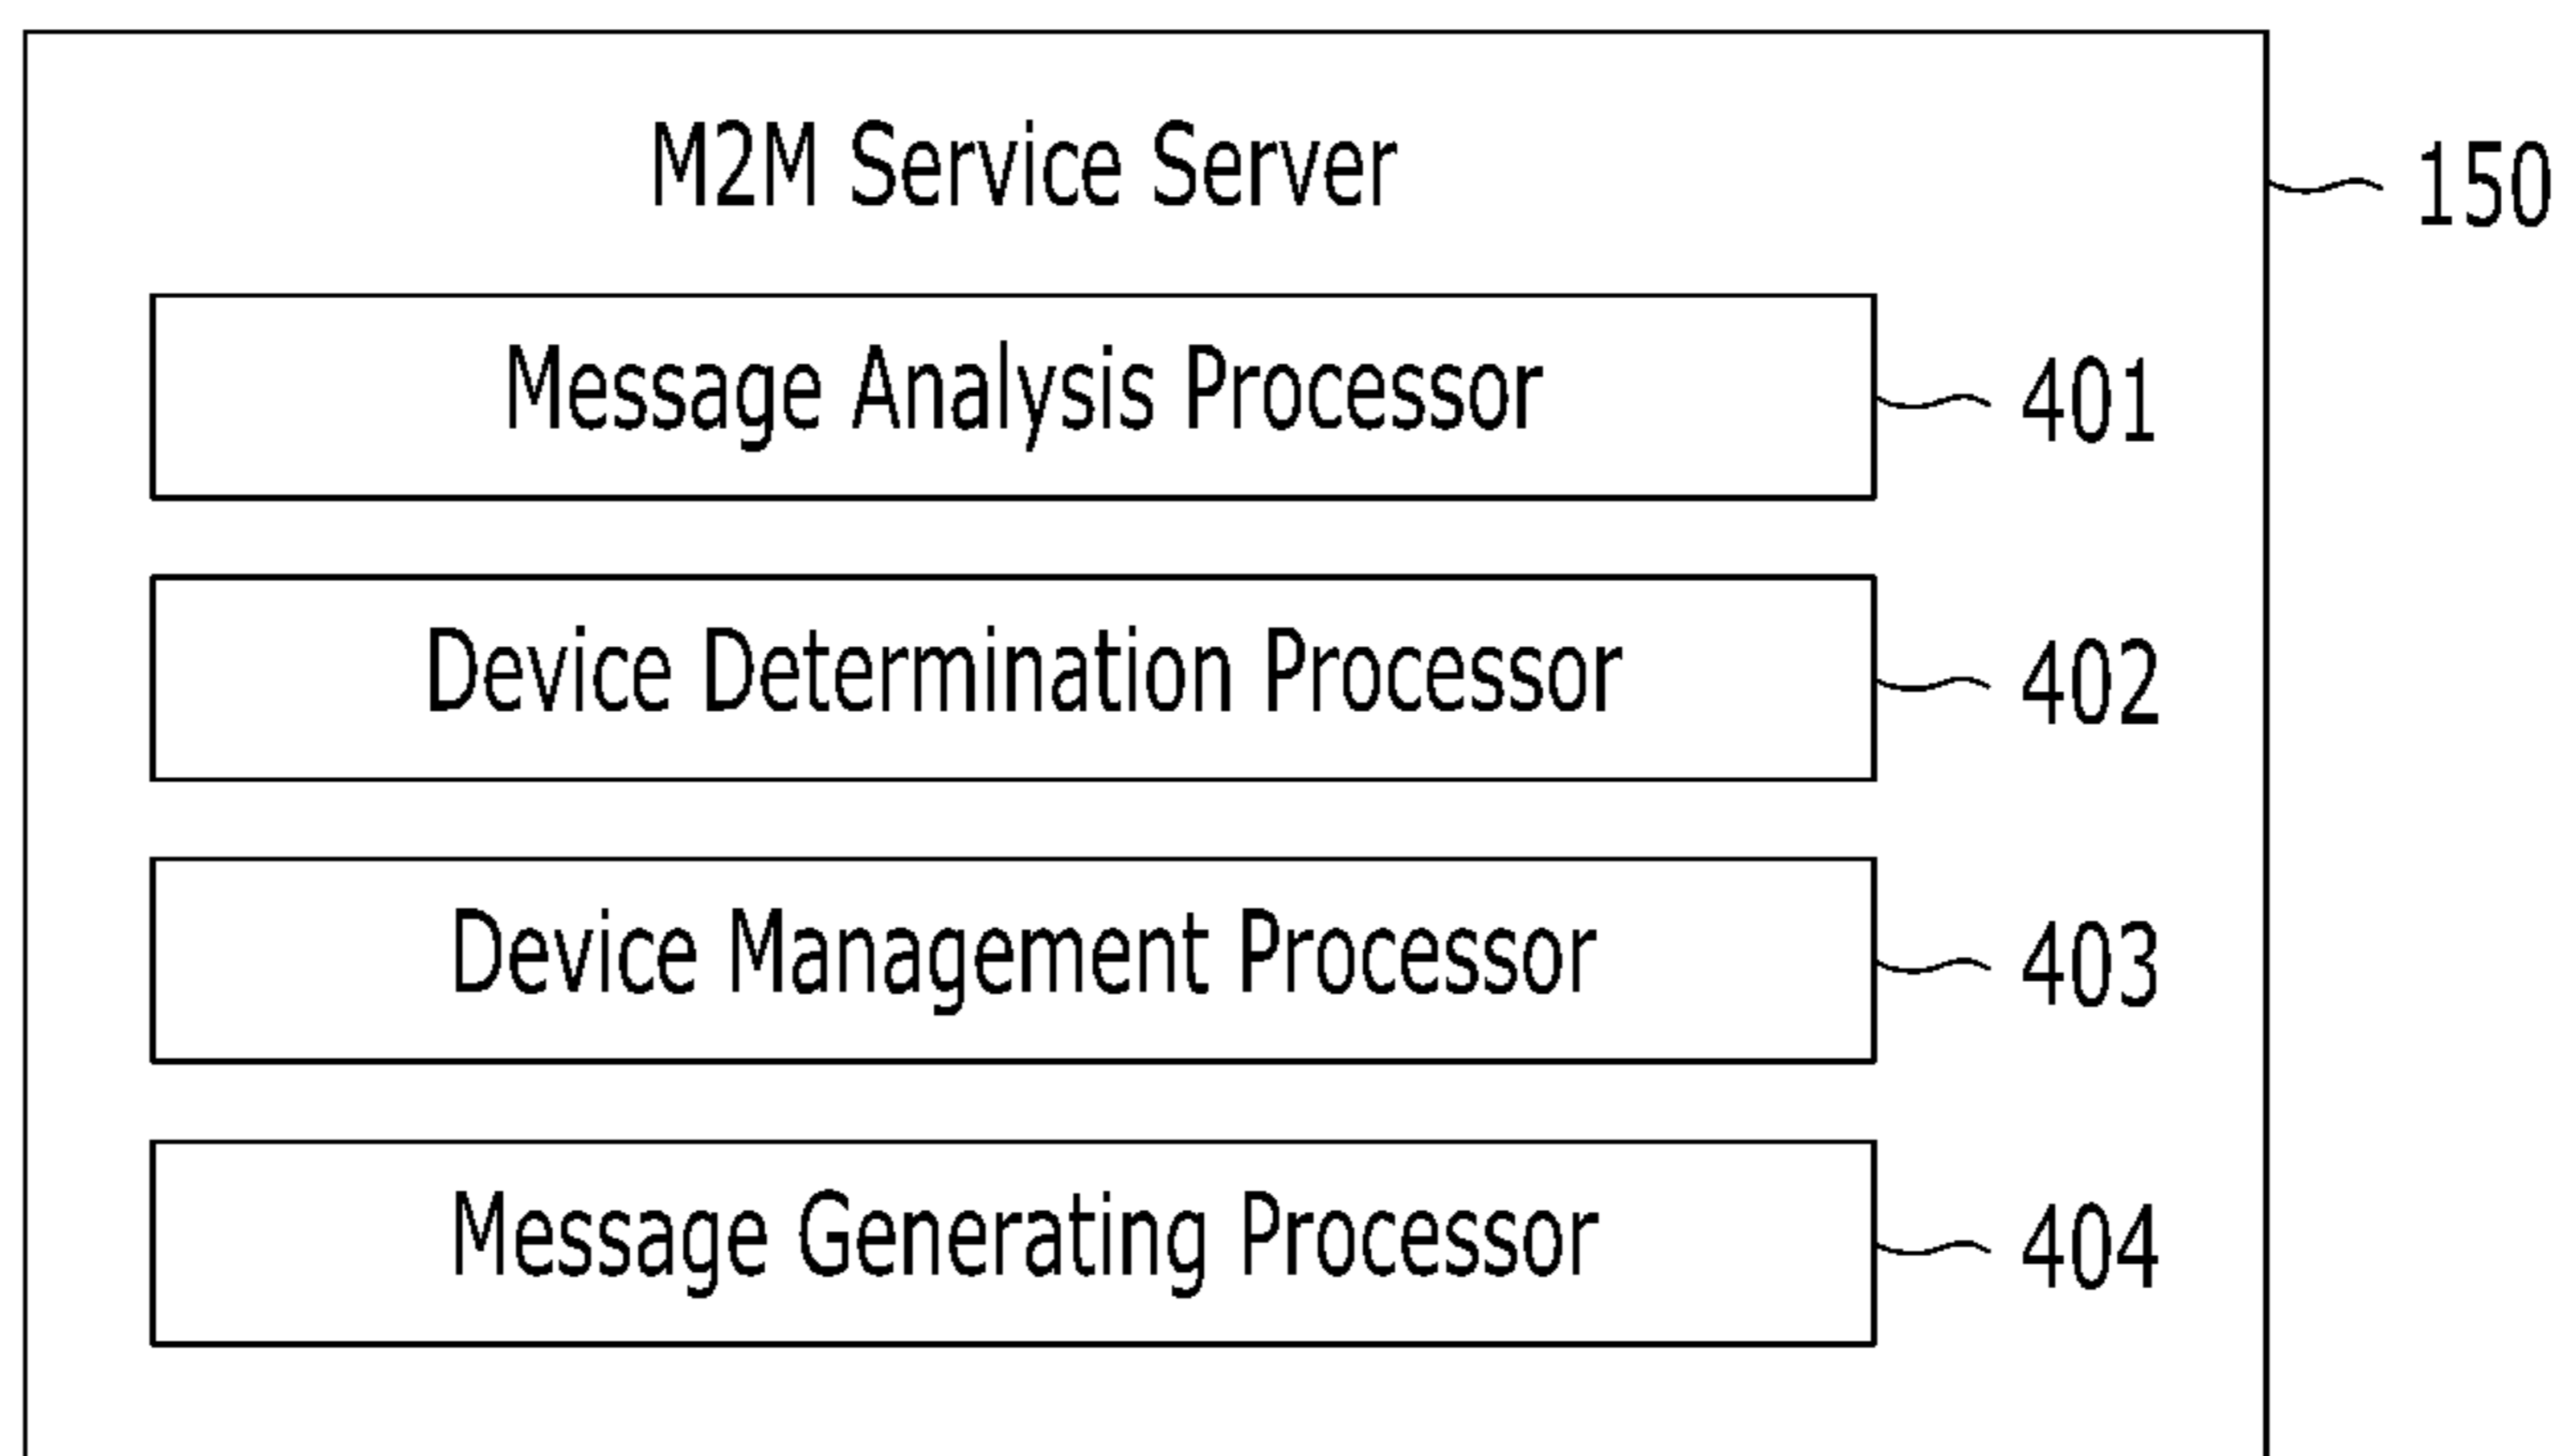 M2M Service Server
150
Message Analysis Processor
401
Device Determination Processor
402
Device Management Processor
403
Message Generating Processor
404